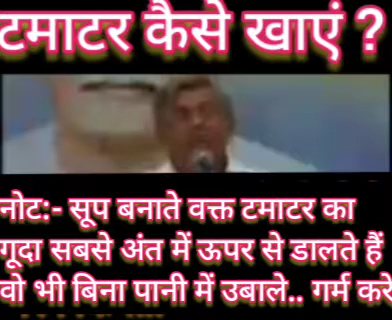 टमाटर कैसे खाएं ?
नोट:- सूप बनाते वक्त टमाटर का
गूदा सबसे अंत में ऊपर से डालते हैं
वो भी बिना पानी में उबाले.. गर्म करे